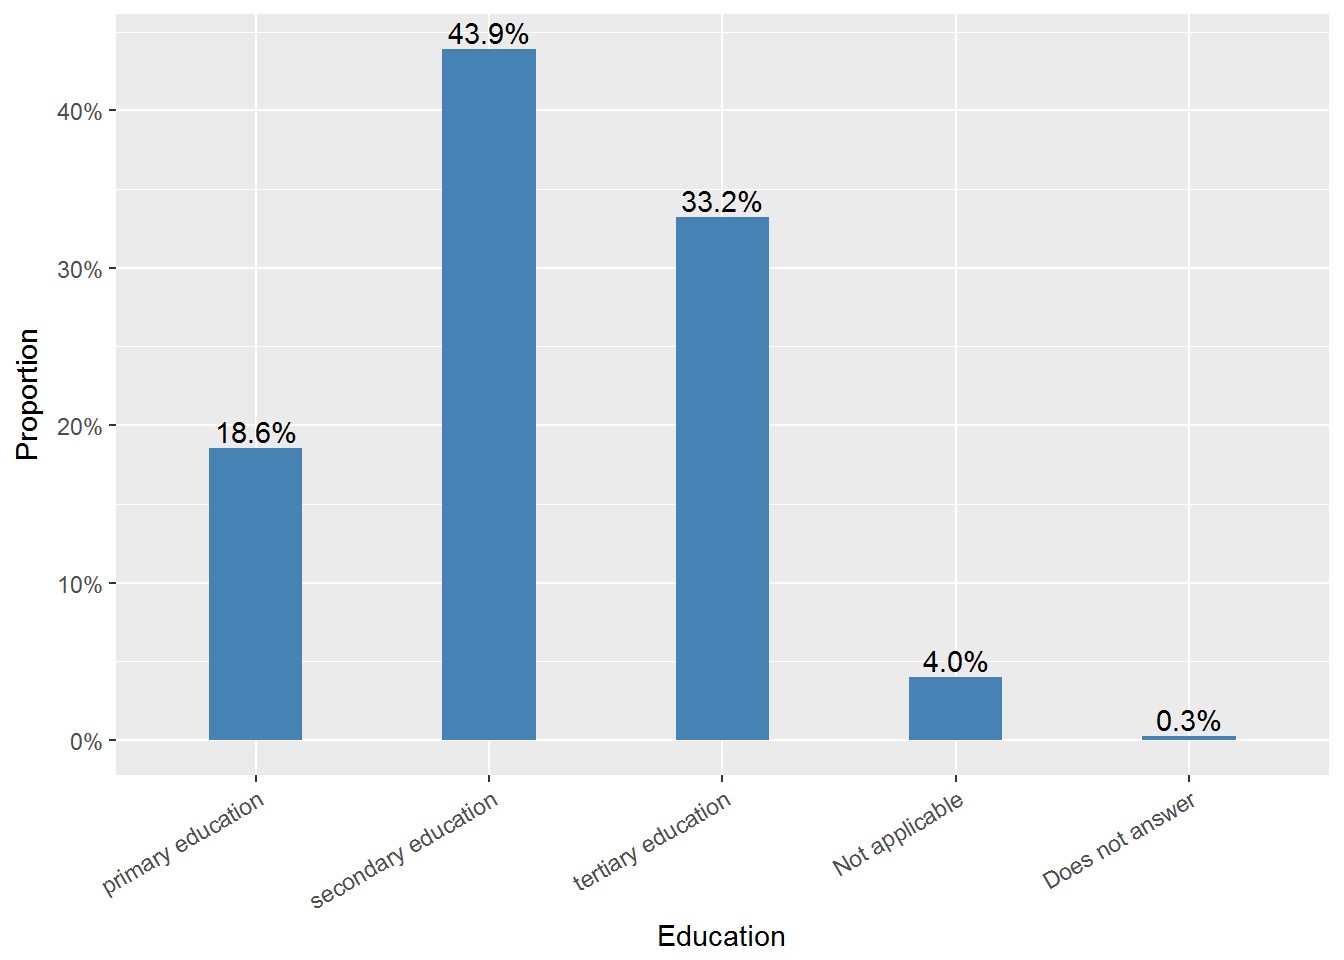 43.9%
33.2%
18.6%
4.0%
0.3%
40%
30%
20%
10%
0%
Proportion
primary education
secondary education
tertiary education
Not applicable
Does not answer
Education